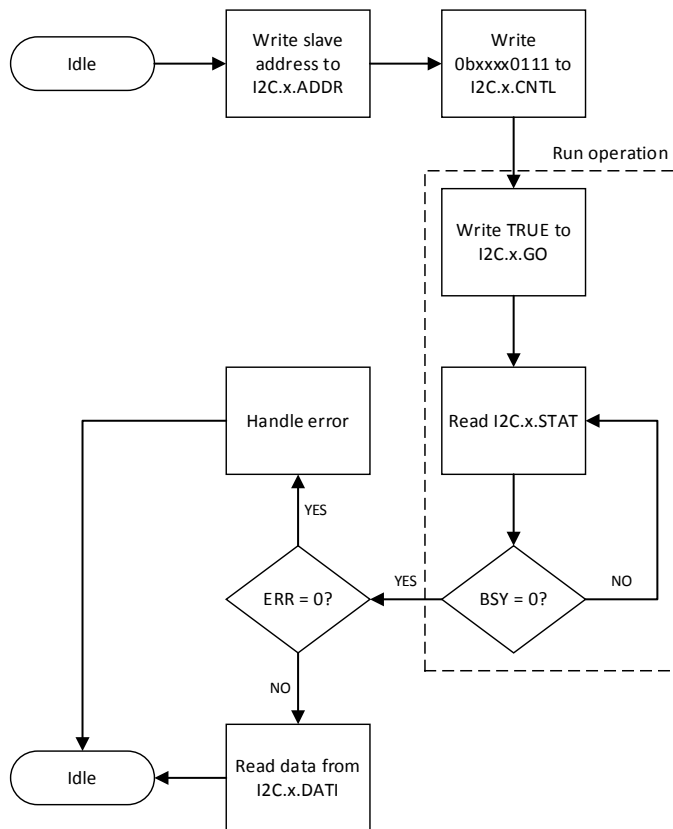 Idle
Write slave
address to
I2C.x.ADDR
Write
0bxxxx0111 to
I2C.x.CNTL
Run operation
Write TRUE to
I2C.x.GO
Handle error
Read I2C.x.STAT
YES
ERR = 0?
YES
BSY = 0?
NO
NO
Idle
Read data from
I2C.x.DATI